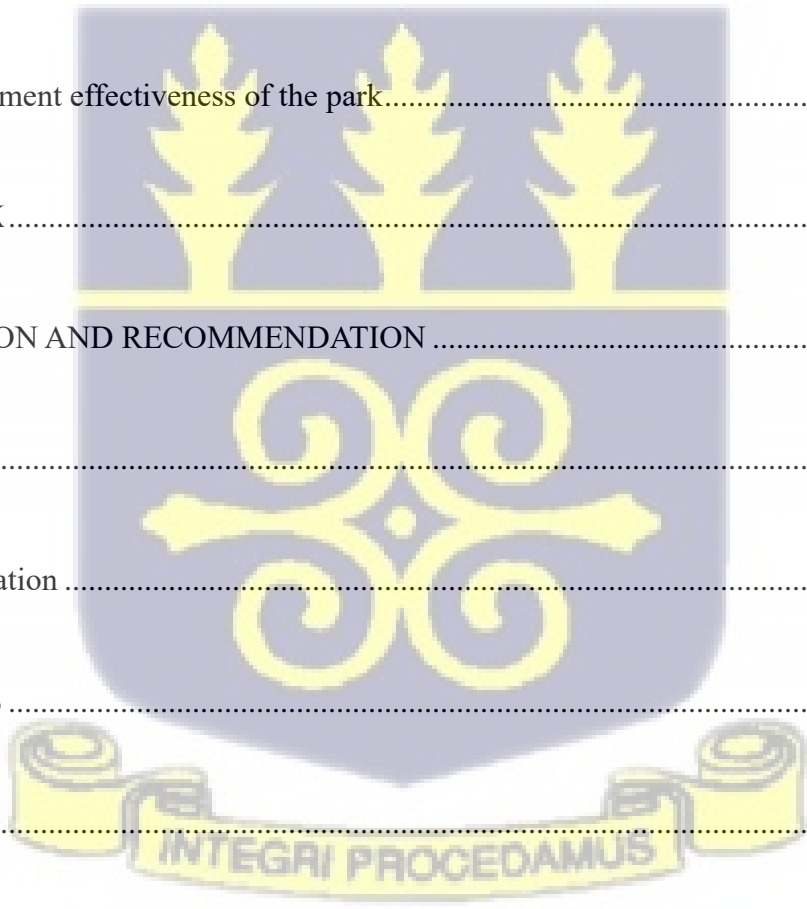 ment effectiveness of the park....................................................
k....................................................................................................
ON AND RECOMMENDATION ...............................................
....................................................................................................
ation .............................................................................................
....................................................................................................
....................................................................................................
INTEGRI PROCEDAMUS